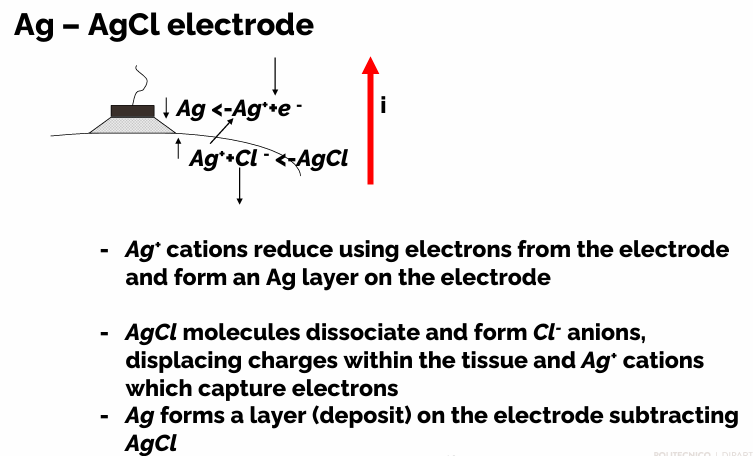 Ag – AgCl electrode
Ag <-Ag⁺+e ⁻
i
Ag⁺+Cl ⁻ <-AgCl
- Ag⁺ cations reduce using electrons from the electrode
and form an Ag layer on the electrode
- AgCl molecules dissociate and form Cl⁻ anions,
displacing charges within the tissue and Ag⁺ cations
which capture electrons
- Ag forms a layer (deposit) on the electrode subtracting
AgCl
POLITECNICO | DIPART